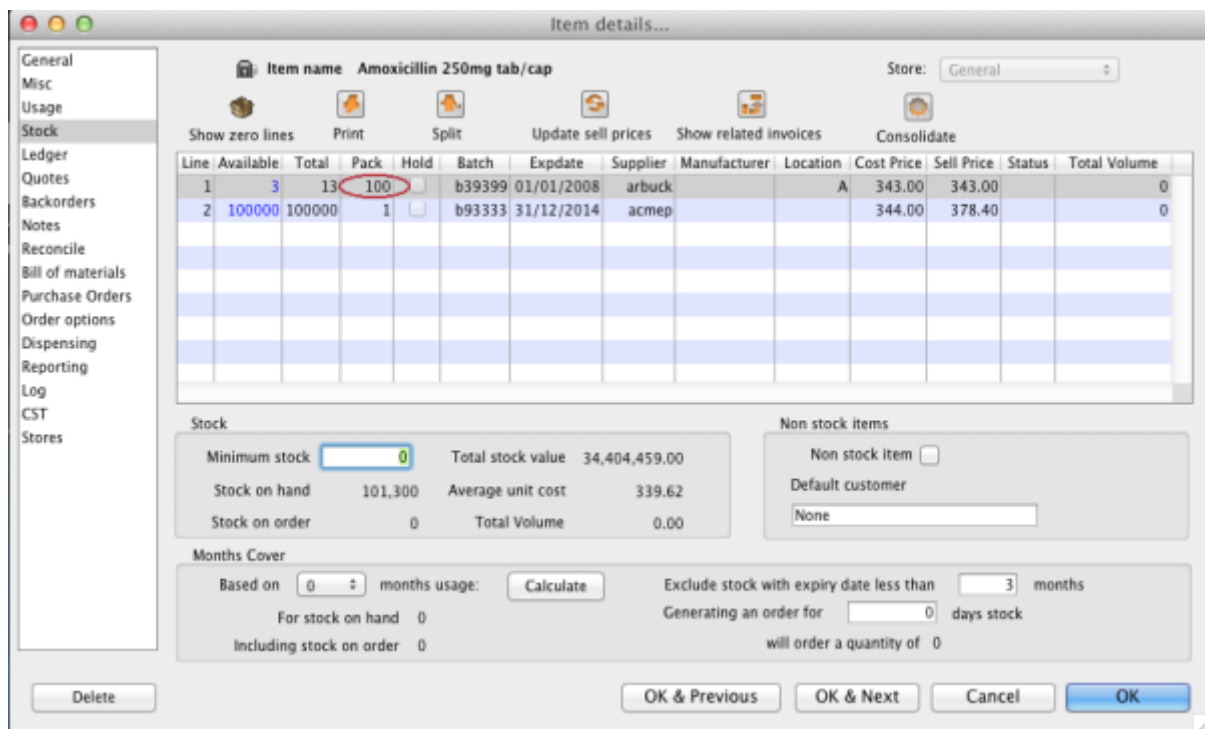 Item details...
General
Misc
Usage
Stock
Ledger
Quotes
Backorders
Notes
Reconcile
Bill of materials
Purchase Orders
Order options
Dispensing
Reporting
Log
CST
Stores
Item name Amoxicillin 250mg tab/cap
Store: General
Show zero lines Print Split Update sell prices Show related invoices Consolidate
Line Available Total Pack Hold Batch Expdate Supplier Manufacturer Location Cost Price Sell Price Status Total Volume
1 3 13 100 b39399 01/01/2008 arbuck A 343.00 343.00 0
2 100000 100000 1 b93333 31/12/2014 acmep 344.00 378.40 0
Stock
Minimum stock 0 Total stock value 34,404,459.00
Stock on hand 101,300 Average unit cost 339.62
Stock on order 0 Total Volume 0.00
Non stock items
Non stock item
Default customer
None
Months Cover
Based on 0 months usage: Calculate Exclude stock with expiry date less than 3 months
For stock on hand 0 Generating an order for 0 days stock
Including stock on order 0 will order a quantity of 0
Delete OK & Previous OK & Next Cancel OK